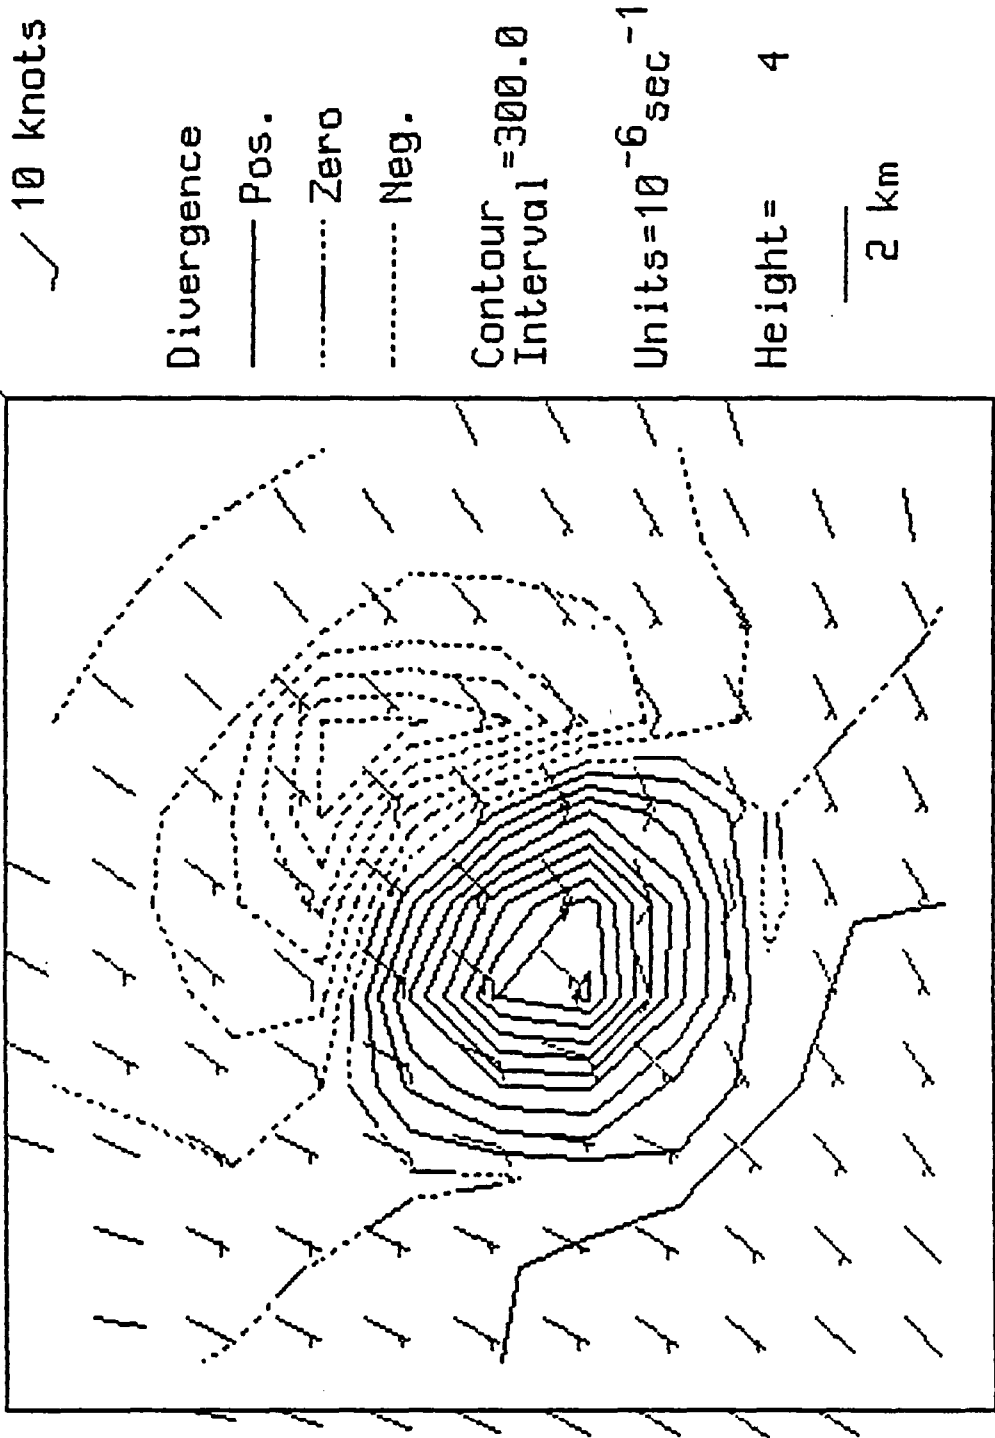 10 knots
Divergence
Pos.
Zero
Neg.
Contour
Interval =300.0
Units=10⁻⁶sec⁻¹
Height= 4
2 km